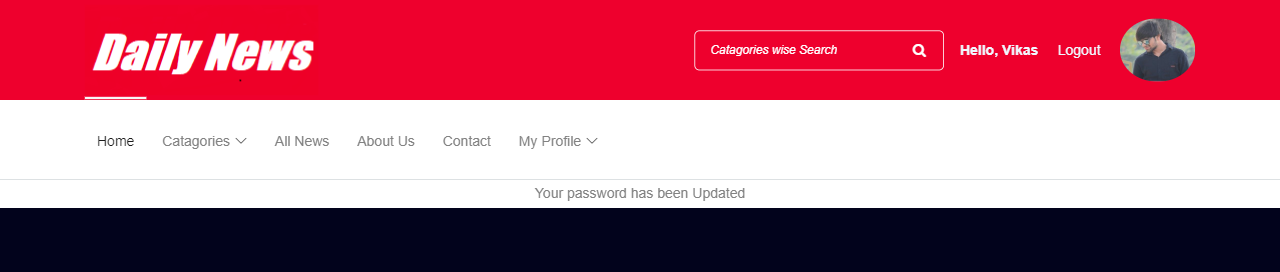 Daily News
Catagories wise Search
Hello, Vikas
Logout
Home
Catagories
All News
About Us
Contact
My Profile
Your password has been Updated